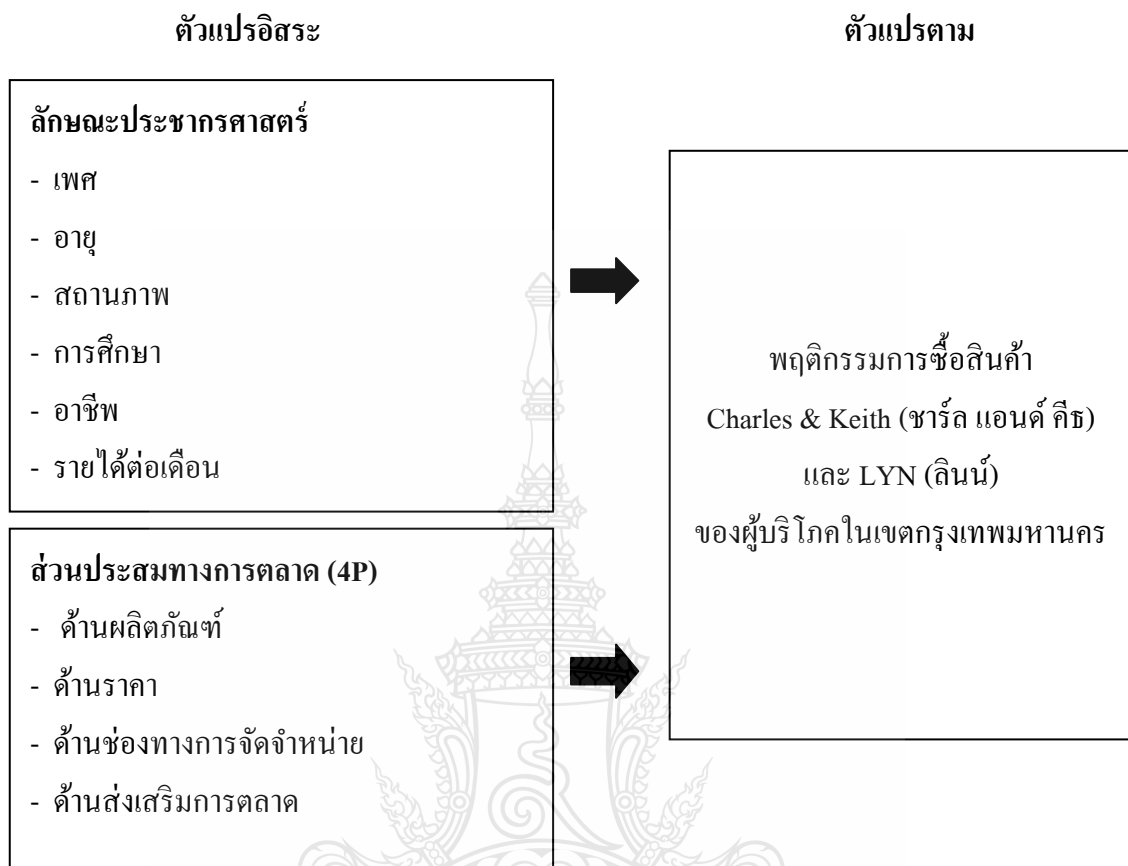 ตัวแปรอิสระ
ตัวแปรตาม
ลักษณะประชากรศาสตร์
- เพศ
- อายุ
- สถานภาพ
- การศึกษา
- อาชีพ
- รายได้ต่อเดือน
ส่วนประสมทางการตลาด (4P)
- ด้านผลิตภัณฑ์
- ด้านราคา
- ด้านช่องทางการจัดจำหน่าย
- ด้านส่งเสริมการตลาด
พฤติกรรมการซื้อสินค้า
Charles & Keith (ชาร์ล แอนด์ คีธ)
และ LYN (ลินน์)
ของผู้บริโภคในเขตกรุงเทพมหานคร